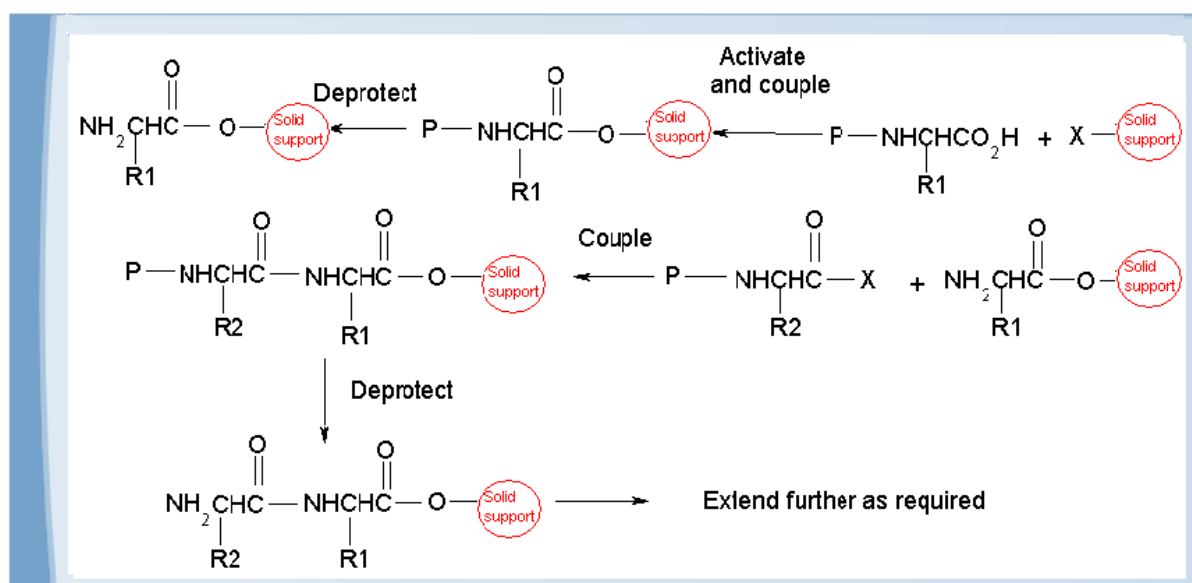 O
O
Activate
and couple
Deprotect
NH2CHC—O—Solid support
P—NHCHC—O—Solid support
P—NHCHCO2H + X—Solid support
R1
R1
R1
O
O
O
O
Couple
P—NHCHC—NHCHC—O—Solid support
P—NHCHC—X + NH2CHC—O—Solid support
R2
R1
R2
R1
Deprotect
O
O
NH2CHC—NHCHC—O—Solid support
Extend further as required
R2
R1